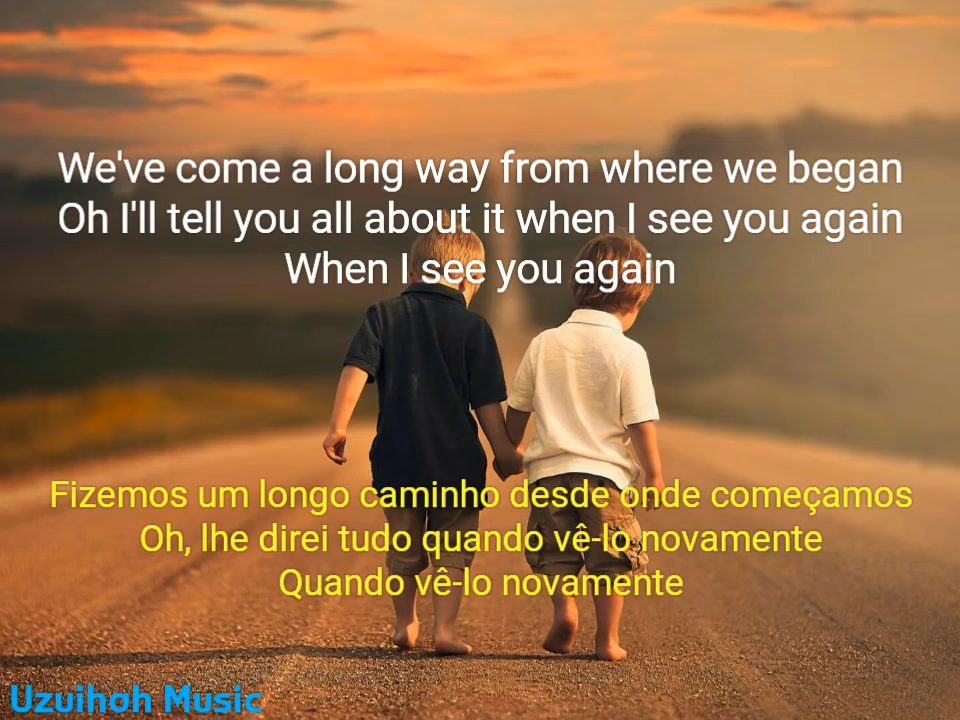 We've come a long way from where we began
Oh I'll tell you all about it when I see you again
When I see you again
Fizemos um longo caminho desde onde começamos
Oh, lhe direi tudo quando vê-lo novamente
Quando vê-lo novamente
Uzuihoh Music